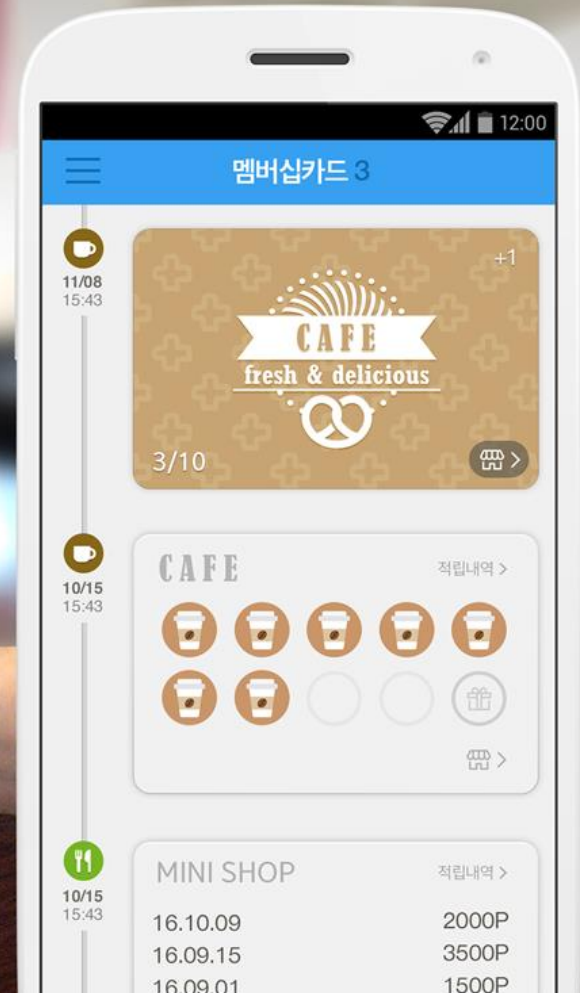 12:00
멤버십카드 3
11/08
15:43
+1
CAFE
fresh & delicious
3/10
10/15
15:43
CAFE
적립내역 >
10/15
15:43
MINI SHOP
적립내역 >
16.10.09 2000P
16.09.15 3500P
16.09.01 1500P